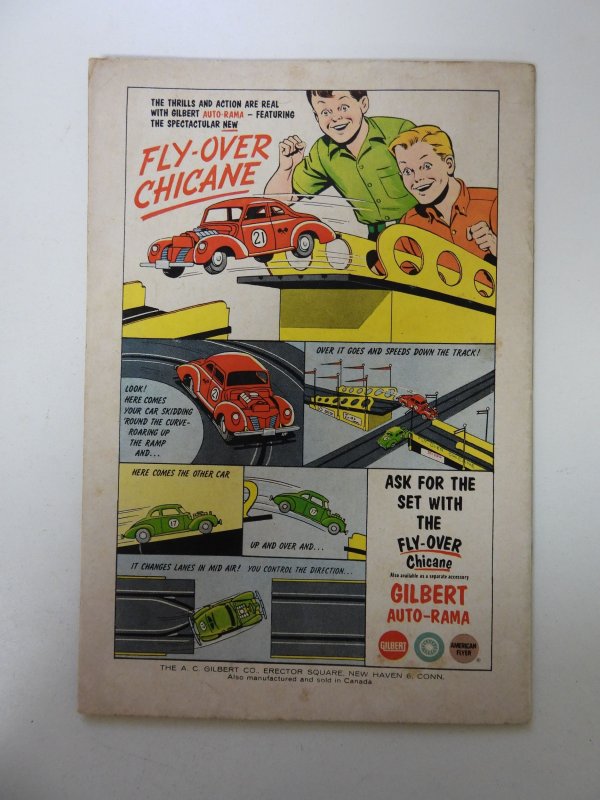 THE THRILLS AND ACTION ARE REAL
WITH GILBERT AUTO-RAMA – FEATURING
THE SPECTACULAR NEW
FLY-OVER
CHICANE
21
LOOK!
HERE COMES
YOUR CAR SKIDDING
'ROUND THE CURVE-
ROARING UP
THE RAMP
AND...
OVER IT GOES AND SPEEDS DOWN THE TRACK!
HERE COMES THE OTHER CAR
17
17
UP AND OVER AND...
IT CHANGES LANES IN MID AIR! YOU CONTROL THE DIRECTION...
17
ASK FOR THE
SET WITH
THE
FLY-OVER
Chicane
Also available as a separate accessory
GILBERT
AUTO-RAMA
GILBERT
AMERICAN
FLYER
®
THE A. C. GILBERT CO., ERECTOR SQUARE, NEW HAVEN 6, CONN.
Also manufactured and sold in Canada